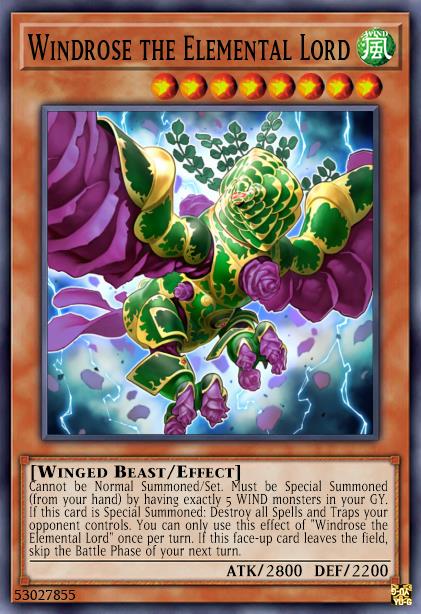 WINDROSE THE ELEMENTAL LORD
WIND
風
[WINGED BEAST/EFFECT]
Cannot be Normal Summoned/Set. Must be Special Summoned
(from your hand) by having exactly 5 WIND monsters in your GY.
If this card is Special Summoned: Destroy all Spells and Traps your
opponent controls. You can only use this effect of "Windrose the
Elemental Lord" once per turn. If this face-up card leaves the field,
skip the Battle Phase of your next turn.
ATK/2800 DEF/2200
53027855